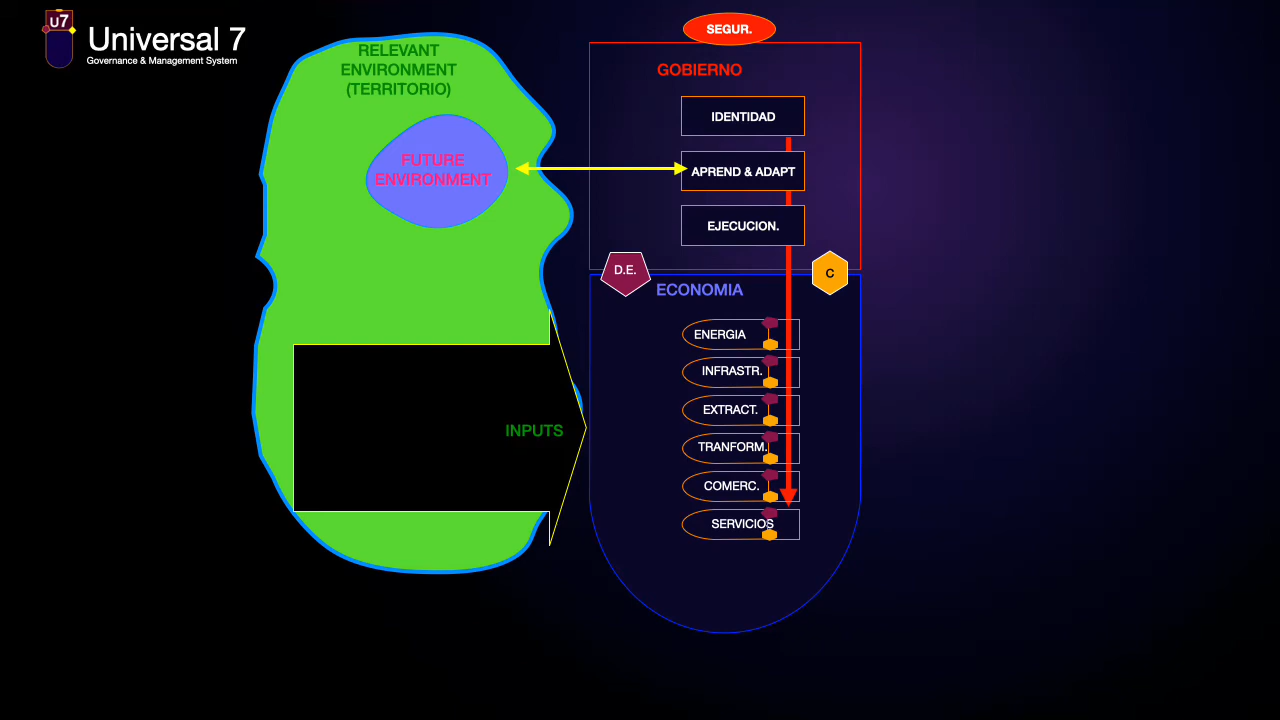 U7
Universal 7
Governance & Management System
RELEVANT
ENVIRONMENT
(TERRITORIO)
FUTURE
ENVIRONMENT
INPUTS
SEGUR.
GOBIERNO
IDENTIDAD
APREND & ADAPT
EJECUCION.
D.E.
C
ECONOMIA
ENERGIA
INFRASTR.
EXTRACT.
TRANFORM.
COMERC.
SERVICIOS